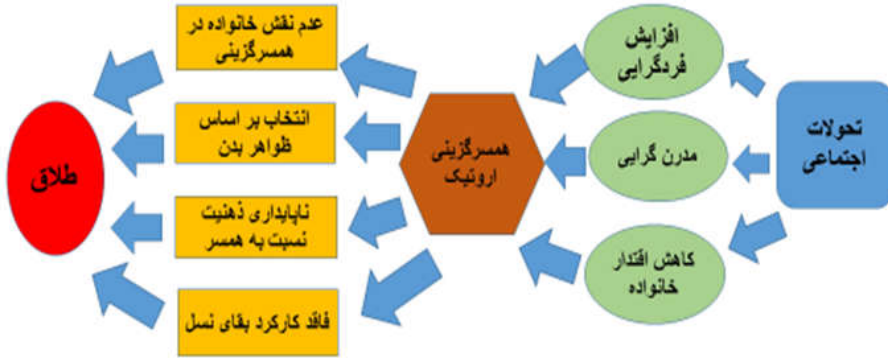 تحولات
اجتماعی
افزایش
فردگرایی
مدرن گرایی
کاهش اقتدار
خانواده
همسرگزینی
اروتیک
عدم نقش خانواده در
همسرگزینی
انتخاب بر اساس
ظواهر بدن
ناپایداری ذهنیت
نسبت به همسر
فاقد کارکرد بقای نسل
طلاق